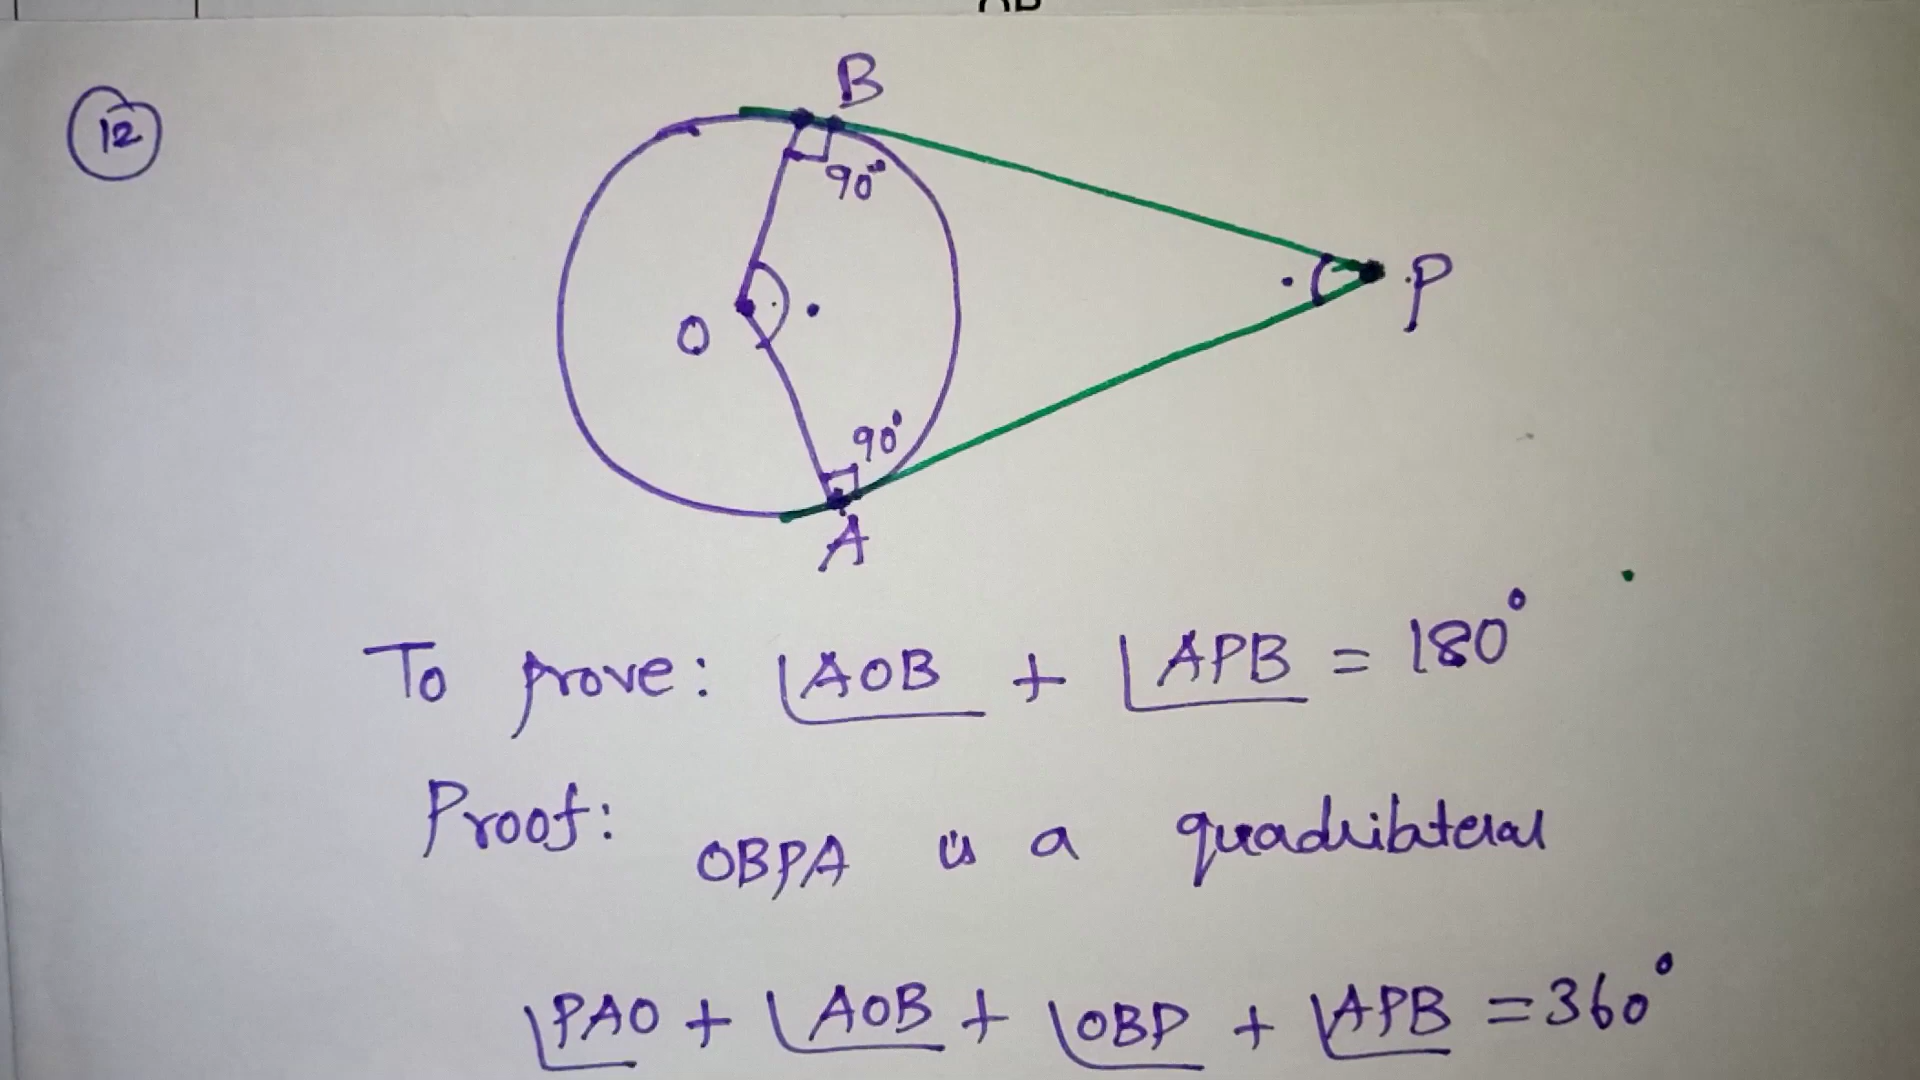 12
B
90°
O
P
90°
A
To prove: ∠AOB + ∠APB = 180°
Proof: OBPA is a quadrilateral
∠PAO + ∠AOB + ∠OBP + ∠APB = 360°